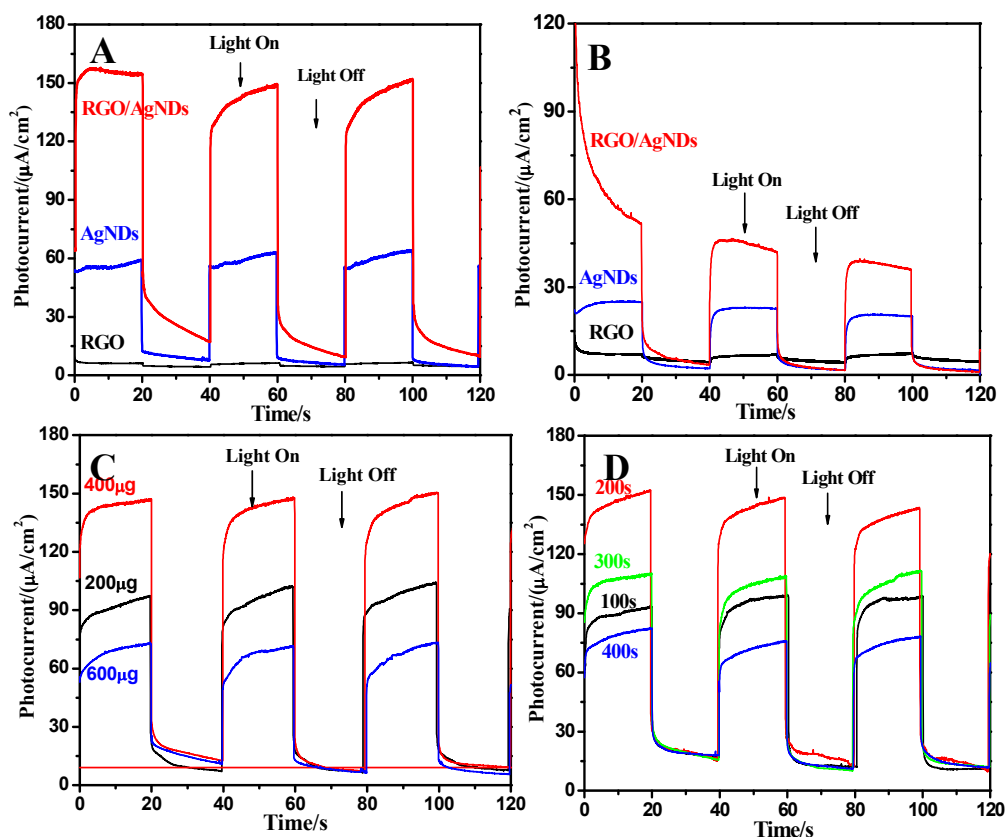 A
Light On
Light Off
RGO/AgNDs
AgNDs
RGO
Photocurrent/(μA/cm²)
180
150
120
90
60
30
0
0 20 40 60 80 100 120
Time/s
B
RGO/AgNDs
Light On
Light Off
AgNDs
RGO
Photocurrent/(μA/cm²)
120
90
60
30
0
0 20 40 60 80 100 120
Time/s
C
Light On
Light Off
400μg
200μg
600μg
Photocurrent/(μA/cm²)
180
150
120
90
60
30
0
0 20 40 60 80 100 120
Time/s
D
Light On
Light Off
200s
300s
100s
400s
Photocurrent/(μA/cm²)
180
150
120
90
60
30
0
0 20 40 60 80 100 120
Time/s